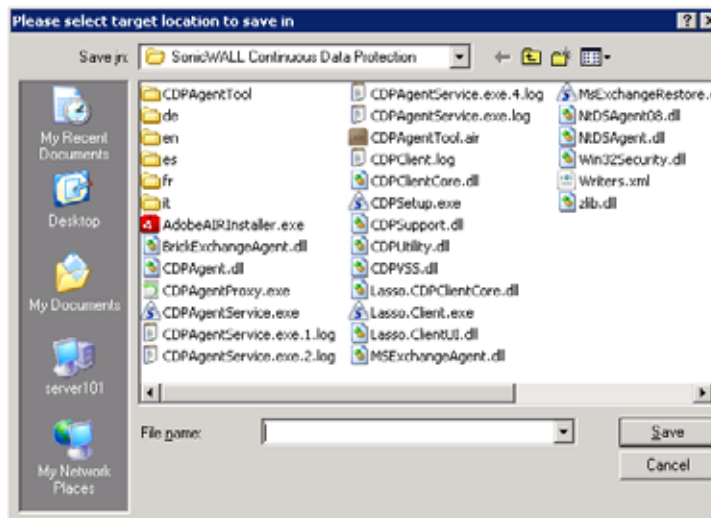 Please select target location to save in
Save in:
SonicWALL Continuous Data Protection
My Recent
Documents
Desktop
My Documents
server101
My Network
Places
CDPAgentTool
de
en
es
fr
it
AdobeAIRInstaller.exe
BrickExchangeAgent.dll
CDPAgent.dll
CDPAgentProxy.exe
CDPAgentService.exe
CDPAgentService.exe.1.log
CDPAgentService.exe.2.log
CDPAgentService.exe.4.log
CDPAgentService.exe.log
CDPAgentTool.air
CDPClient.log
CDPClientCore.dll
CDPSetup.exe
CDPSupport.dll
CDPUtility.dll
CDPVSS.dll
Lasso.CDPClientCore.dll
Lasso.Client.exe
Lasso.ClientUI.dll
MSExchangeAgent.dll
MsExchangeRestore.
NtDSAgent08.dll
NtDSAgent.dll
Win32Security.dll
Writers.xml
zlib.dll
File name:
Save
Cancel